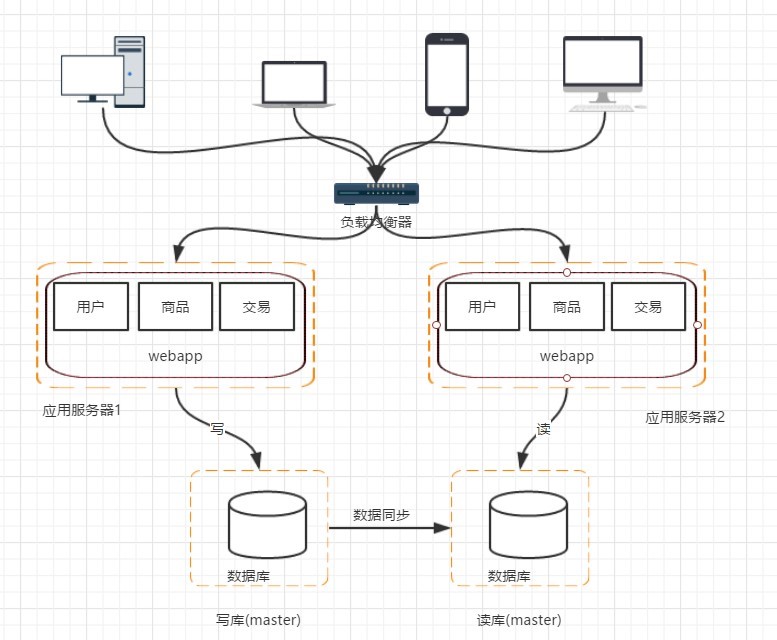 负载均衡器
用户 商品 交易
webapp
用户 商品 交易
webapp
应用服务器1
应用服务器2
写
读
数据同步
数据库
数据库
写库(master)
读库(master)